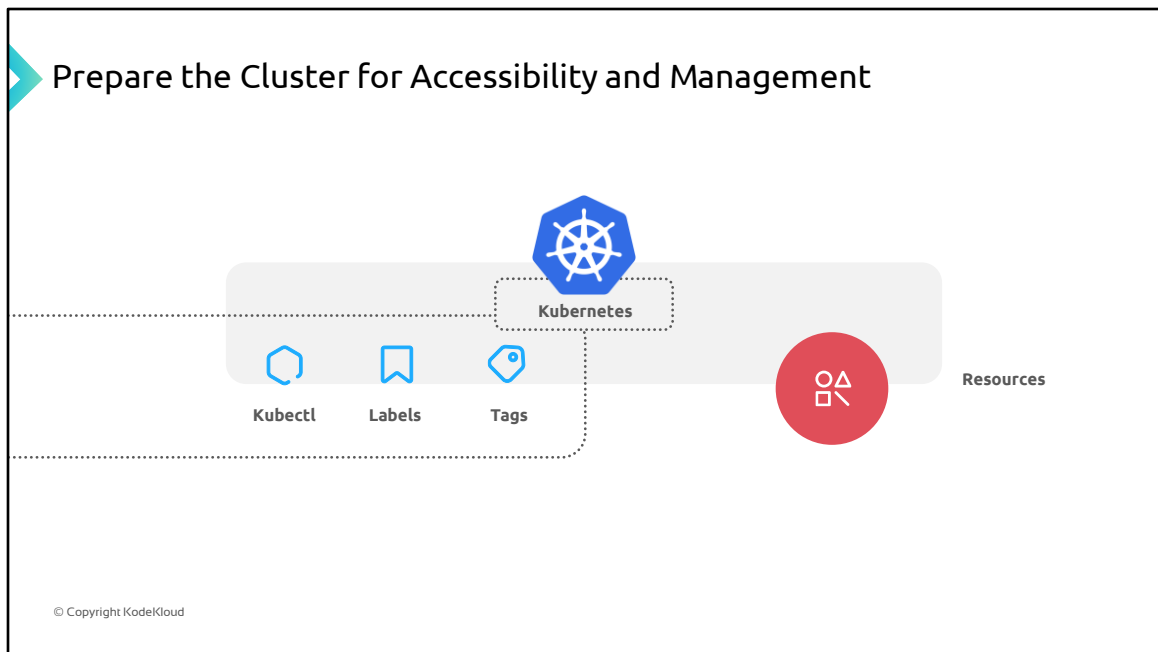 Prepare the Cluster for Accessibility and Management
Kubernetes
Kubectl
Labels
Tags
Resources
© Copyright KodeKloud